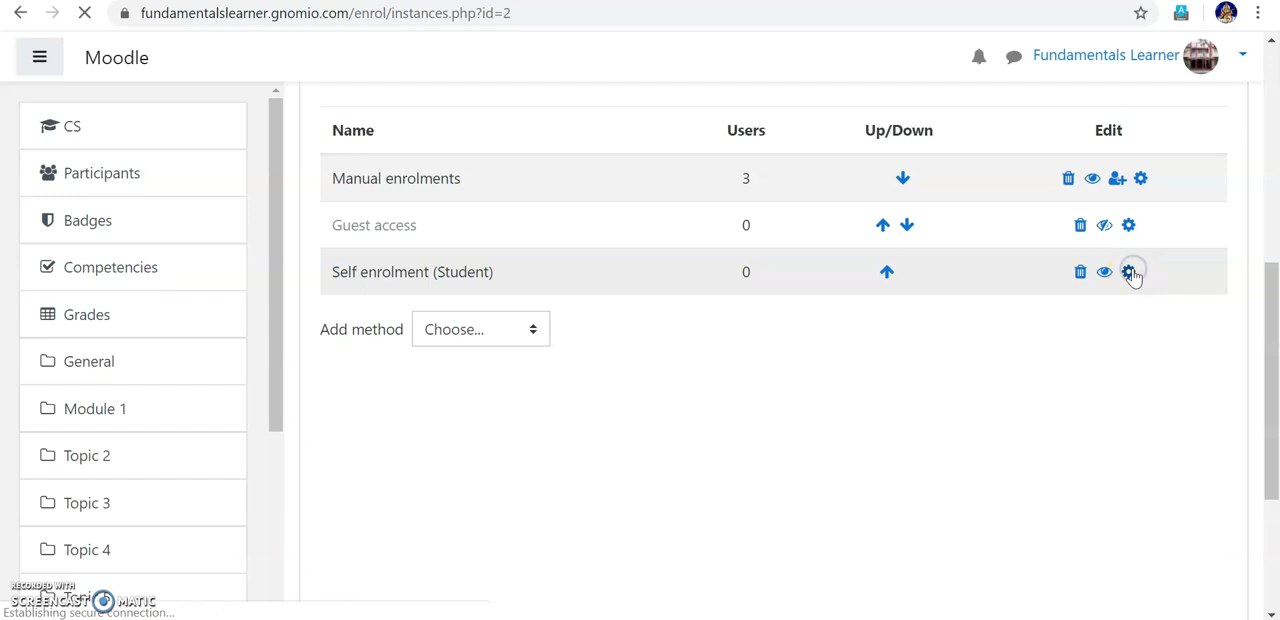 fundamentalslearner.gnomio.com/enrol/instances.php?id=2
Moodle
Fundamentals Learner
CS
Participants
Badges
Competencies
Grades
General
Module 1
Topic 2
Topic 3
Topic 4
Name Users Up/Down Edit
Manual enrolments 3
Guest access 0
Self enrolment (Student) 0
Add method Choose...
RECORDED WITH
SCREENCAST MATIC
Establishing secure connection...